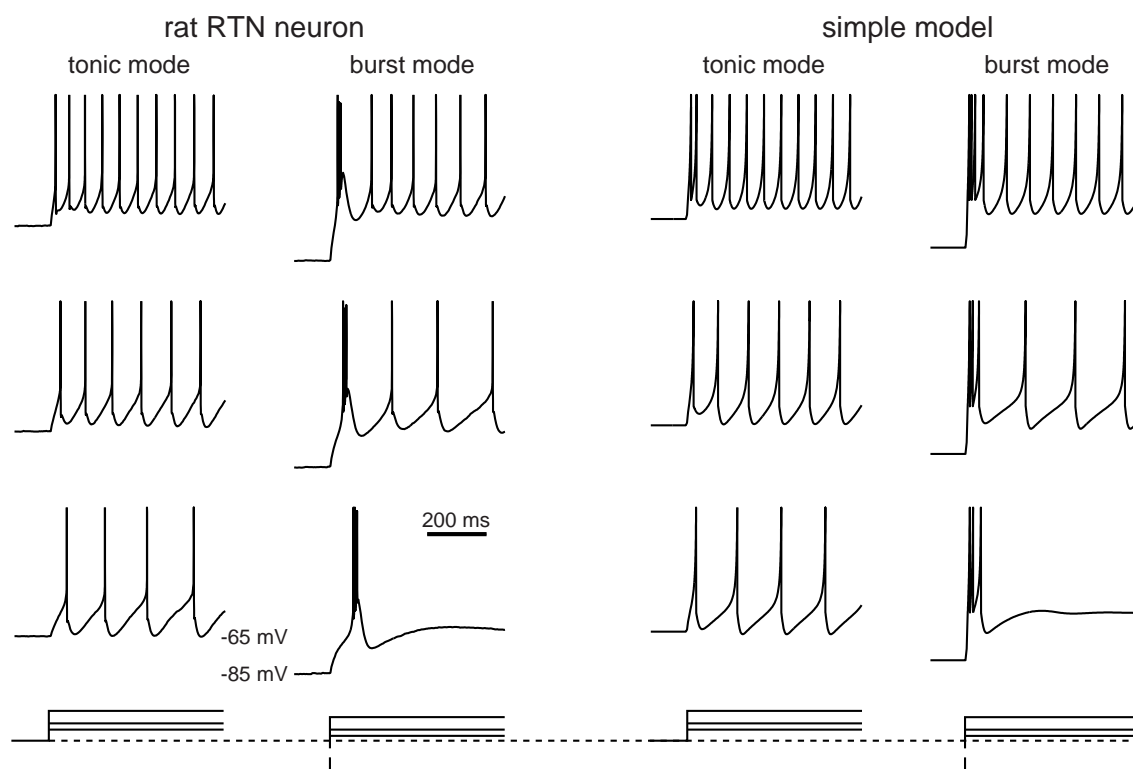 rat RTN neuron
simple model
tonic mode
burst mode
tonic mode
burst mode
200 ms
-65 mV
-85 mV